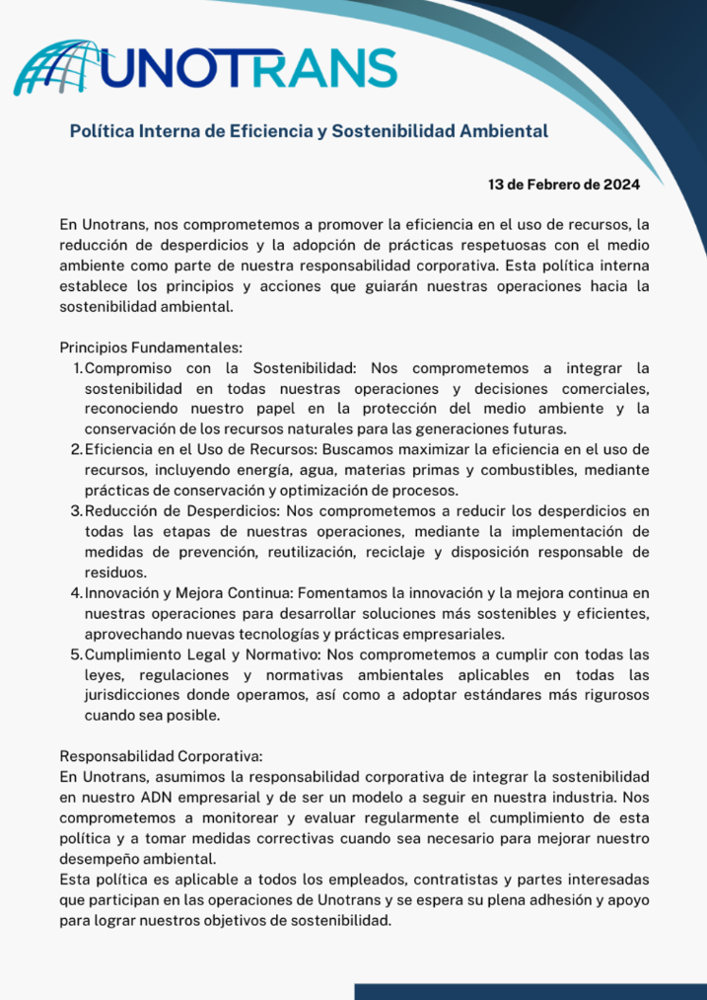 UNOTRANS
Política Interna de Eficiencia y Sostenibilidad Ambiental
13 de Febrero de 2024
En Unotrans, nos comprometemos a promover la eficiencia en el uso de recursos, la
reducción de desperdicios y la adopción de prácticas respetuosas con el medio
ambiente como parte de nuestra responsabilidad corporativa. Esta política interna
establece los principios y acciones que guiarán nuestras operaciones hacia la
sostenibilidad ambiental.
Principios Fundamentales:
1. Compromiso con la Sostenibilidad: Nos comprometemos a integrar la
sostenibilidad en todas nuestras operaciones y decisiones comerciales,
reconociendo nuestro papel en la protección del medio ambiente y la
conservación de los recursos naturales para las generaciones futuras.
2. Eficiencia en el Uso de Recursos: Buscamos maximizar la eficiencia en el uso de
recursos, incluyendo energía, agua, materias primas y combustibles, mediante
prácticas de conservación y optimización de procesos.
3. Reducción de Desperdicios: Nos comprometemos a reducir los desperdicios en
todas las etapas de nuestras operaciones, mediante la implementación de
medidas de prevención, reutilización, reciclaje y disposición responsable de
residuos.
4. Innovación y Mejora Continua: Fomentamos la innovación y la mejora continua en
nuestras operaciones para desarrollar soluciones más sostenibles y eficientes,
aprovechando nuevas tecnologías y prácticas empresariales.
5. Cumplimiento Legal y Normativo: Nos comprometemos a cumplir con todas las
leyes, regulaciones y normativas ambientales aplicables en todas las
jurisdicciones donde operamos, así como a adoptar estándares más rigurosos
cuando sea posible.
Responsabilidad Corporativa:
En Unotrans, asumimos la responsabilidad corporativa de integrar la sostenibilidad
en nuestro ADN empresarial y de ser un modelo a seguir en nuestra industria. Nos
comprometemos a monitorear y evaluar regularmente el cumplimiento de esta
política y a tomar medidas correctivas cuando sea necesario para mejorar nuestro
desempeño ambiental.
Esta política es aplicable a todos los empleados, contratistas y partes interesadas
que participan en las operaciones de Unotrans y se espera su plena adhesión y apoyo
para lograr nuestros objetivos de sostenibilidad.